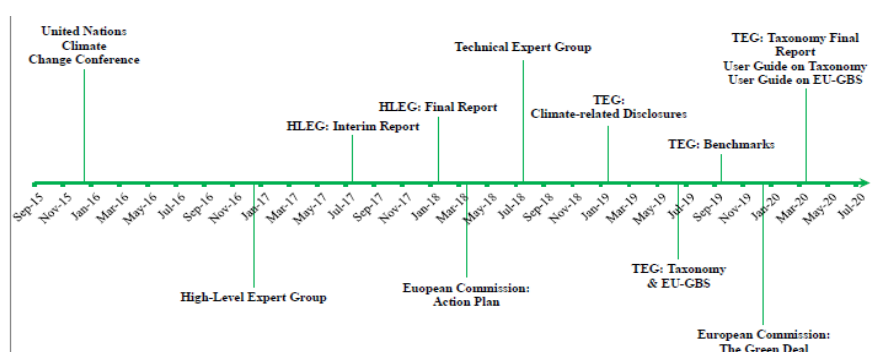 United Nations
Climate
Change Conference
Technical Expert Group
TEG: Taxonomy Final
Report
User Guide on Taxonomy
User Guide on EU-GBS
HLEG: Interim Report
HLEG: Final Report
TEG:
Climate-related Disclosures
TEG: Benchmarks
Sep-15
Nov-15
Jan-16
Mar-16
May-16
Jul-16
Sep-16
Nov-16
Jan-17
Mar-17
May-17
Jul-17
Sep-17
Nov-17
Jan-18
Mar-18
May-18
Jul-18
Sep-18
Nov-18
Jan-19
Mar-19
May-19
Jul-19
Sep-19
Nov-19
Jan-20
Mar-20
May-20
Jul-20
High-Level Expert Group
Euopean Commission:
Action Plan
TEG: Taxonomy
& EU-GBS
European Commission:
The Green Deal